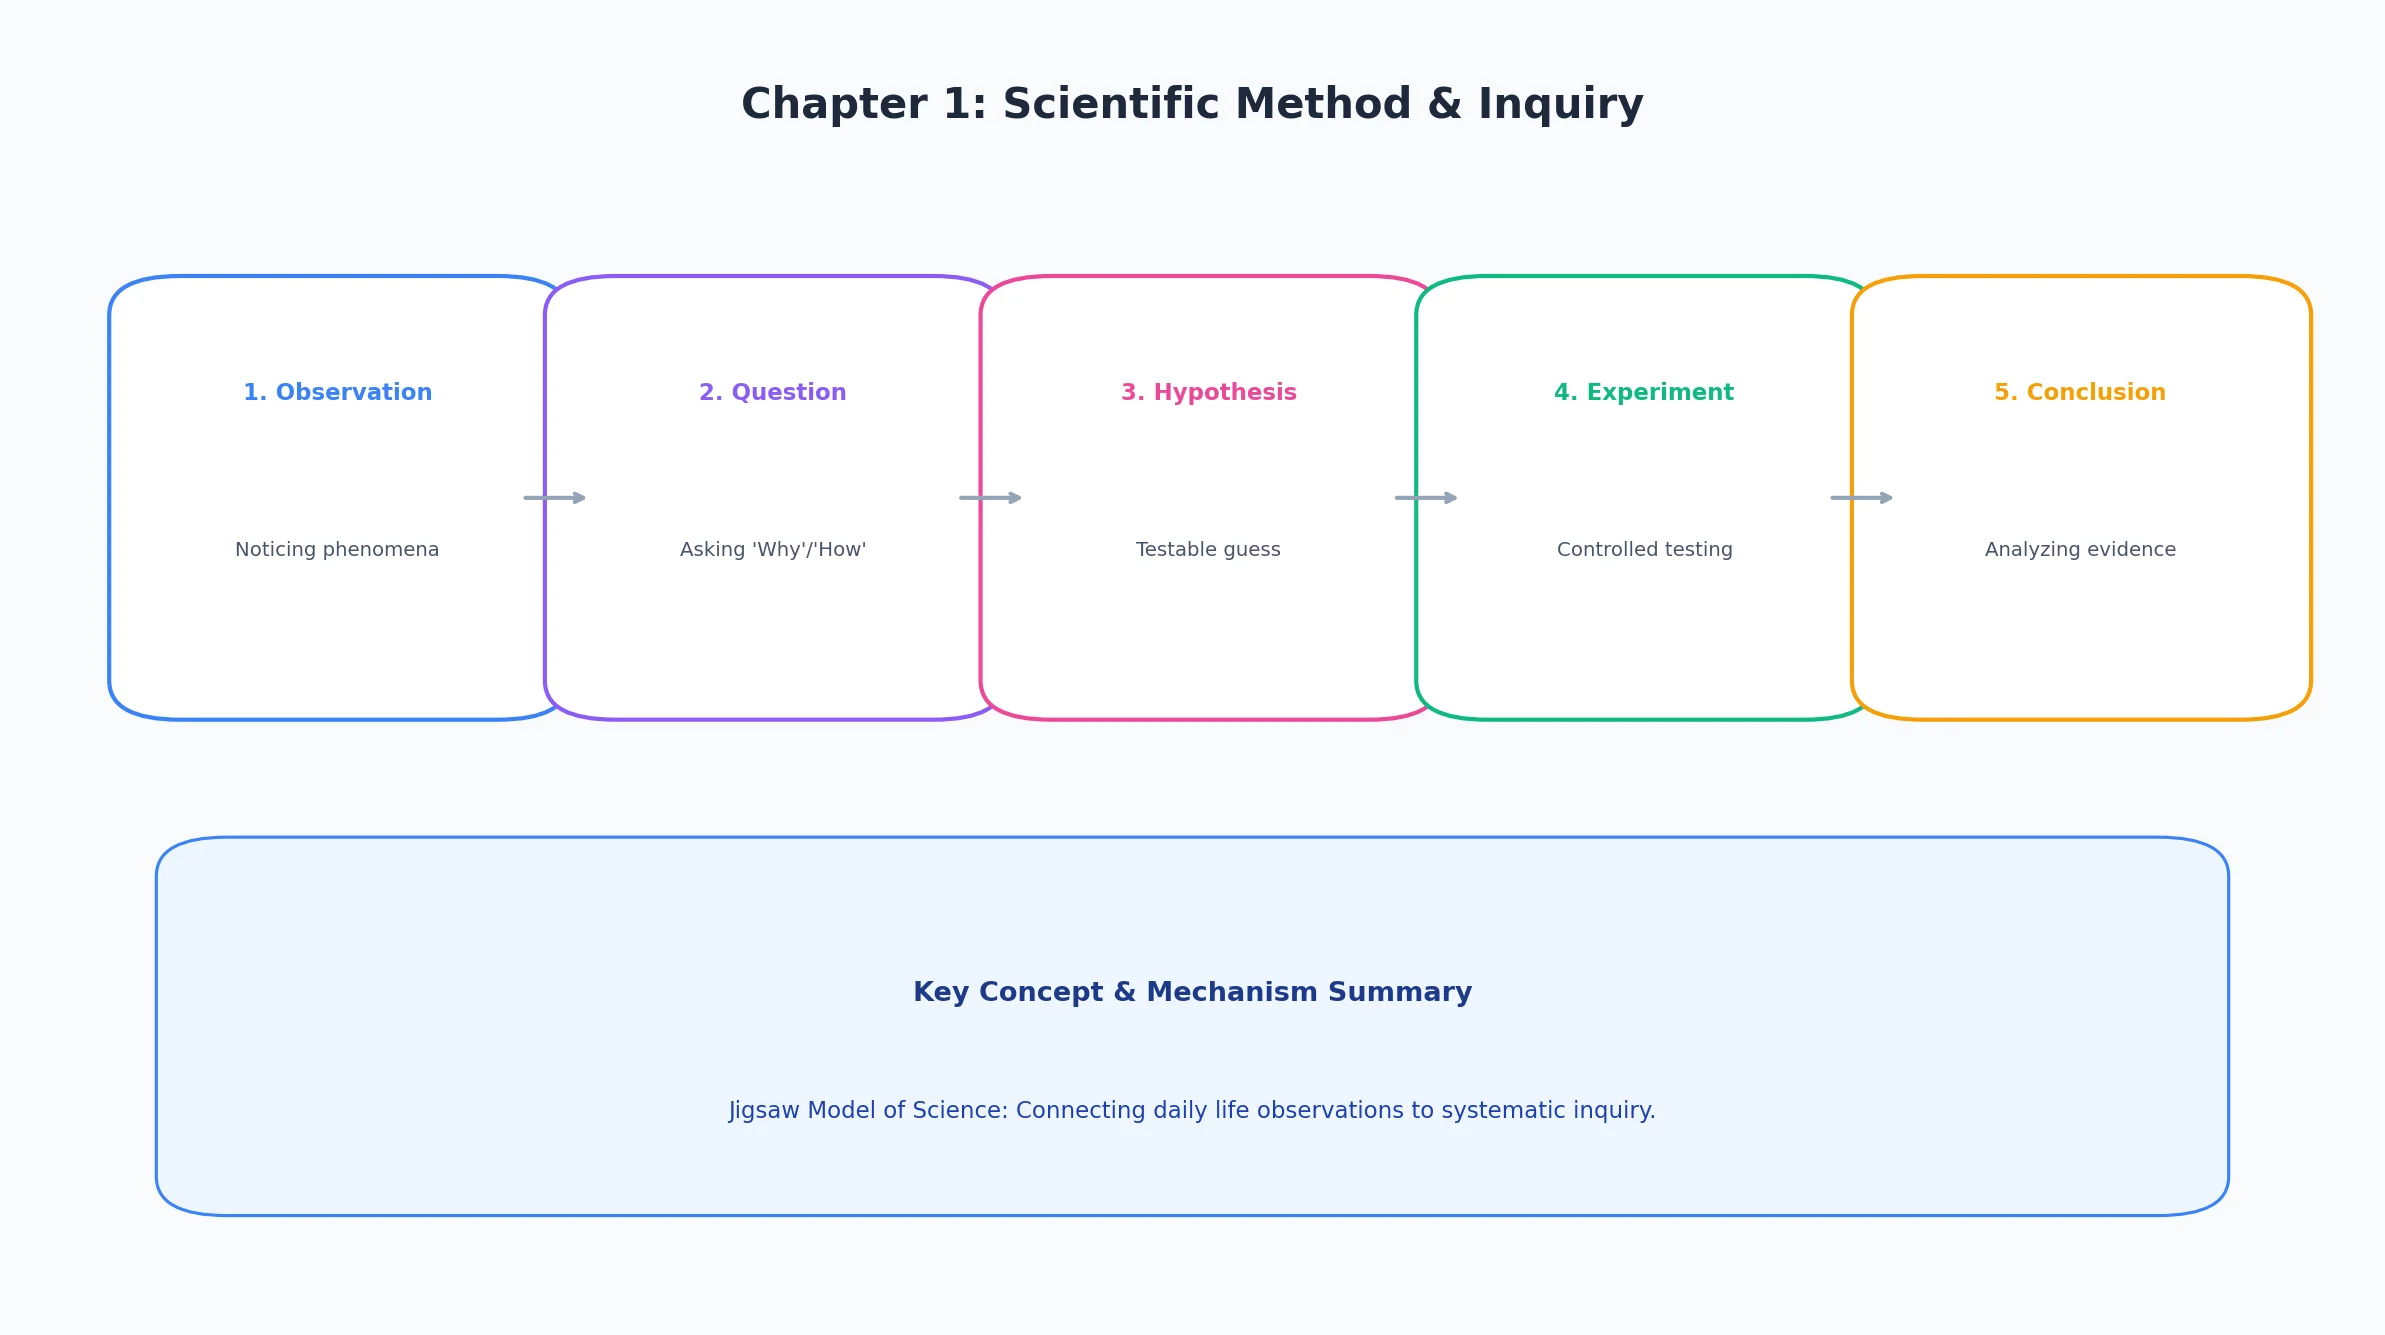 Chapter 1: Scientific Method & Inquiry
1. Observation
Noticing phenomena
2. Question
Asking 'Why'/'How'
3. Hypothesis
Testable guess
4. Experiment
Controlled testing
5. Conclusion
Analyzing evidence
Key Concept & Mechanism Summary
Jigsaw Model of Science: Connecting daily life observations to systematic inquiry.